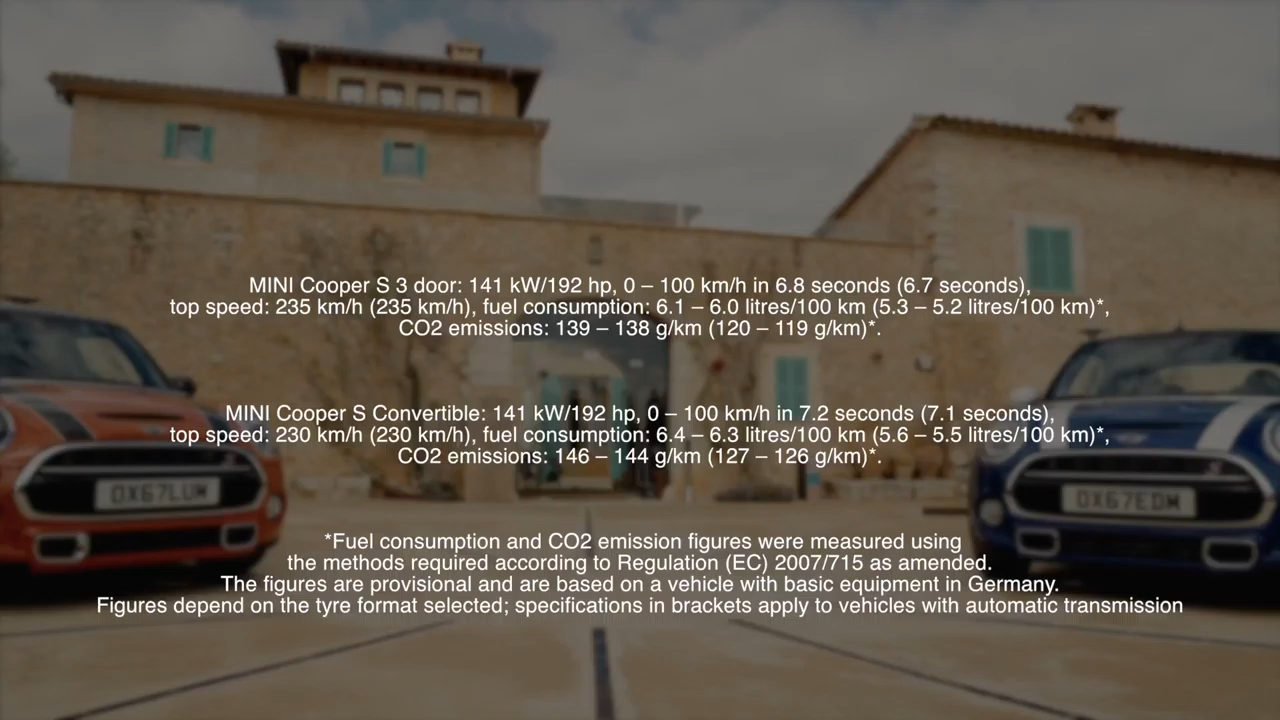 MINI Cooper S 3 door: 141 kW/192 hp, 0 – 100 km/h in 6.8 seconds (6.7 seconds),
top speed: 235 km/h (235 km/h), fuel consumption: 6.1 – 6.0 litres/100 km (5.3 – 5.2 litres/100 km)*,
CO2 emissions: 139 – 138 g/km (120 – 119 g/km)*.
MINI Cooper S Convertible: 141 kW/192 hp, 0 – 100 km/h in 7.2 seconds (7.1 seconds),
top speed: 230 km/h (230 km/h), fuel consumption: 6.4 – 6.3 litres/100 km (5.6 – 5.5 litres/100 km)*,
CO2 emissions: 146 – 144 g/km (127 – 126 g/km)*.
OX67LUW
OX67EDM
*Fuel consumption and CO2 emission figures were measured using
the methods required according to Regulation (EC) 2007/715 as amended.
The figures are provisional and are based on a vehicle with basic equipment in Germany.
Figures depend on the tyre format selected; specifications in brackets apply to vehicles with automatic transmission